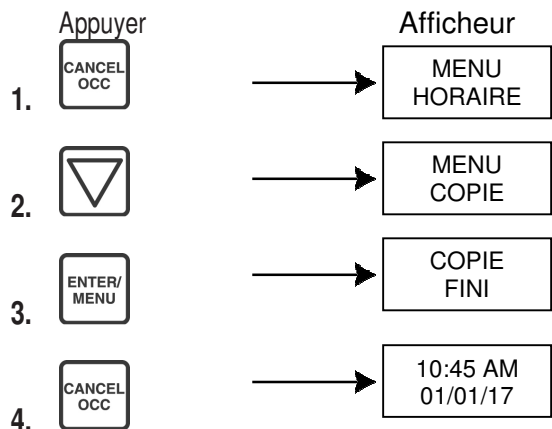 Appuyer Afficheur
1. CANCEL
OCC
MENU
HORAIRE
2. MENU
COPIE
3. ENTER/
MENU
COPIE
FINI
4. CANCEL
OCC
10:45 AM
01/01/17